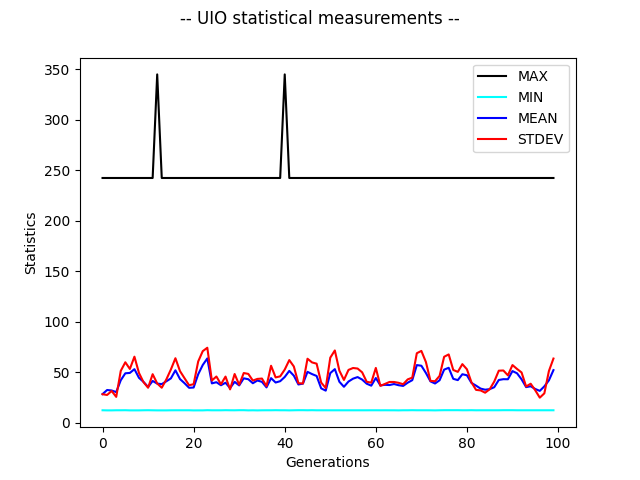 -- UIO statistical measurements --
350
300
250
200
150
100
50
0
Statistics
MAX
MIN
MEAN
STDEV
0 20 40 60 80 100
Generations